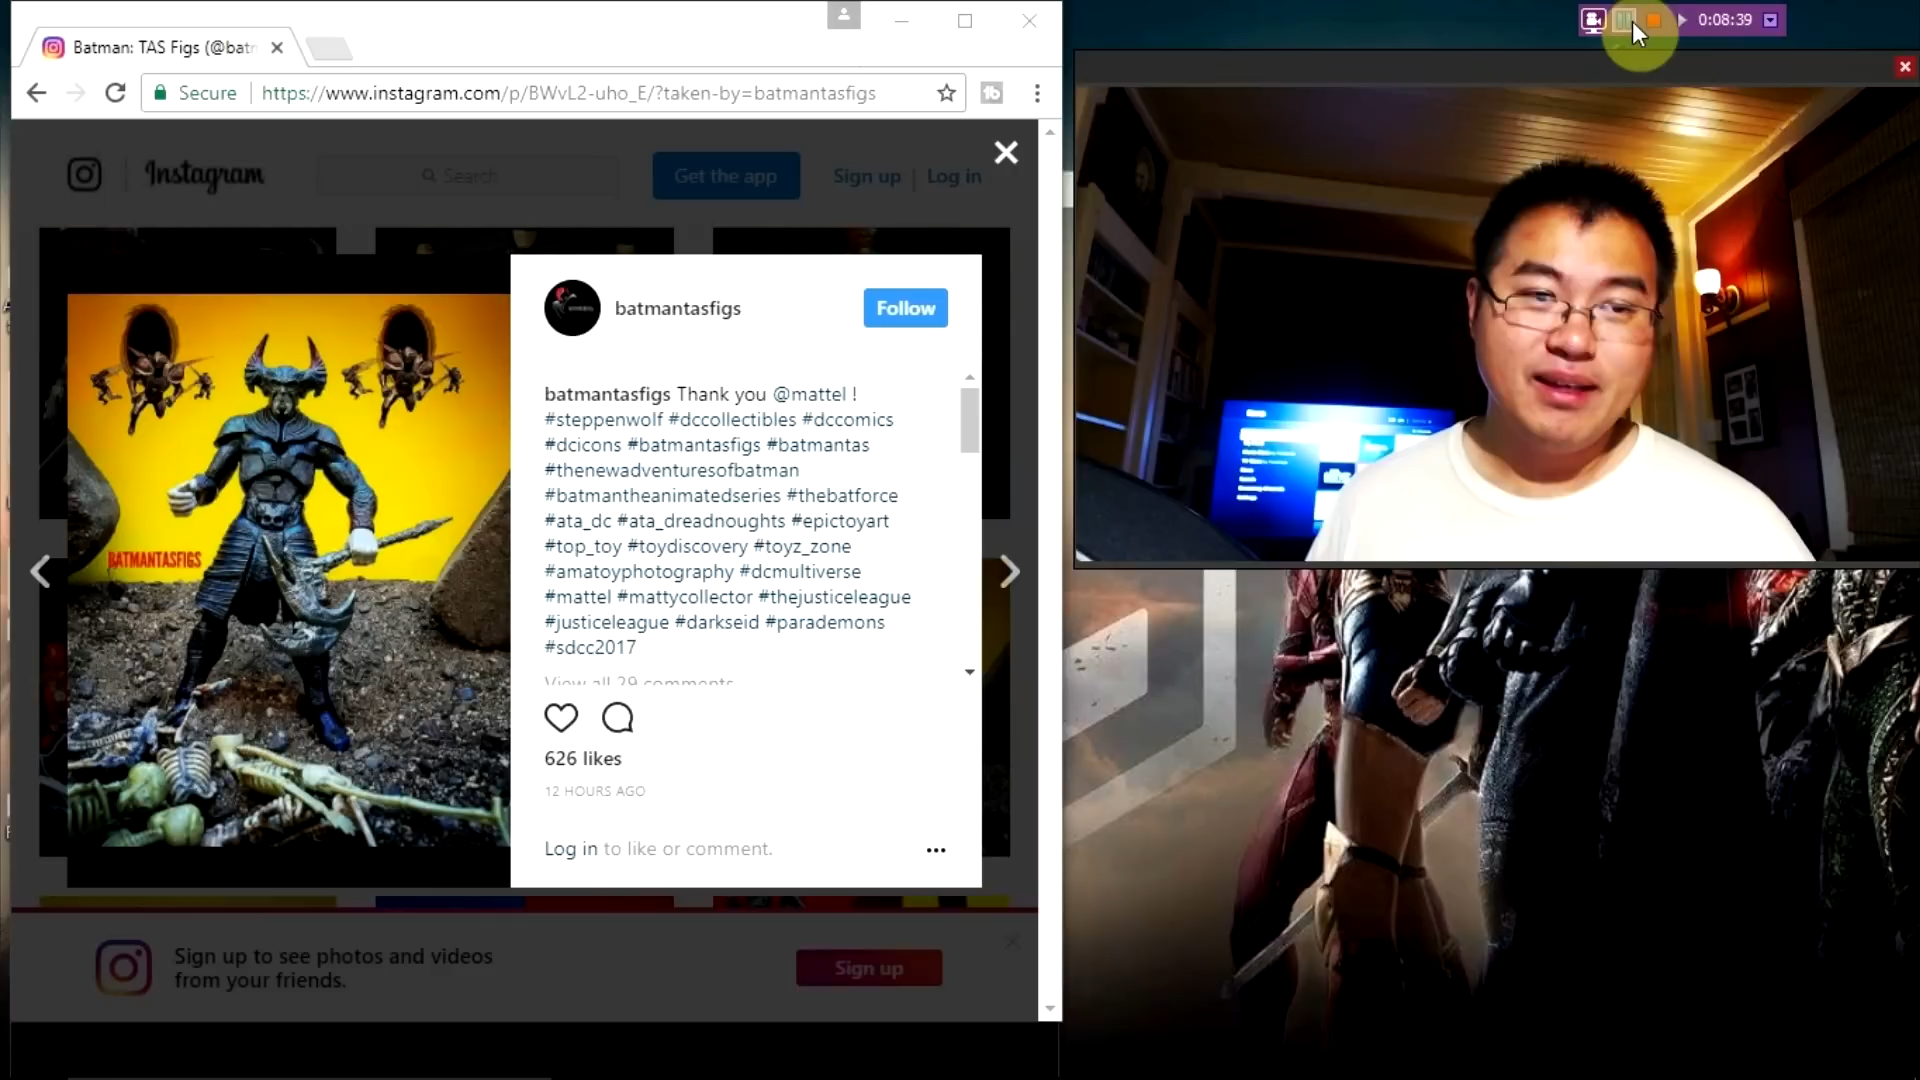 Batman: TAS Figs (@batn
0:08:39
Secure
https://www.instagram.com/p/BWvL2-uho_E/?taken-by=batmantasfigs
Instagram
Search
Get the app
Sign up | Log in
batmantasfigs
Follow
batmantasfigs Thank you @mattel !
#steppenwolf #dccollectibles #dccomics
#dcicons #batmantasfigs #batmantas
#thenewadventuresofbatman
#batmantheanimatedseries #thebatforce
#ata_dc #ata_dreadnoughts #epictoyart
#top_toy #toydiscovery #toyz_zone
#amatoyphotography #dcmultiverse
#mattel #mattycollector #thejusticeleague
#justiceleague #darkseid #parademons
#sdcc2017
View all 29 comments
BATMANTASFIGS
626 likes
12 HOURS AGO
Log in to like or comment.
Sign up to see photos and videos
from your friends.
Sign up